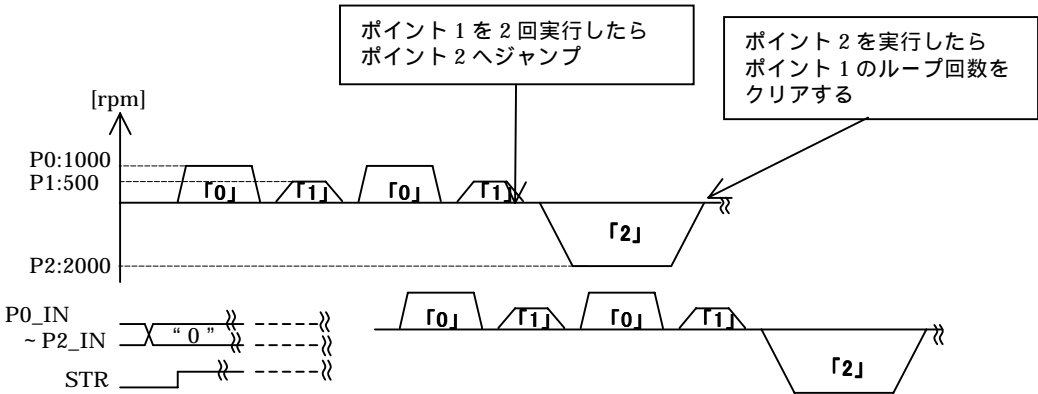 ポイント 1 を 2 回実行したら
ポイント 2 へジャンプ
ポイント 2 を実行したら
ポイント 1 のループ回数を
クリアする
[rpm]
P0:1000
P1:500
「0」 「1」 「0」 「1」
「2」
P2:2000
P0_IN
~ P2_IN
“ 0 ”
「0」 「1」 「0」 「1」
STR
「2」